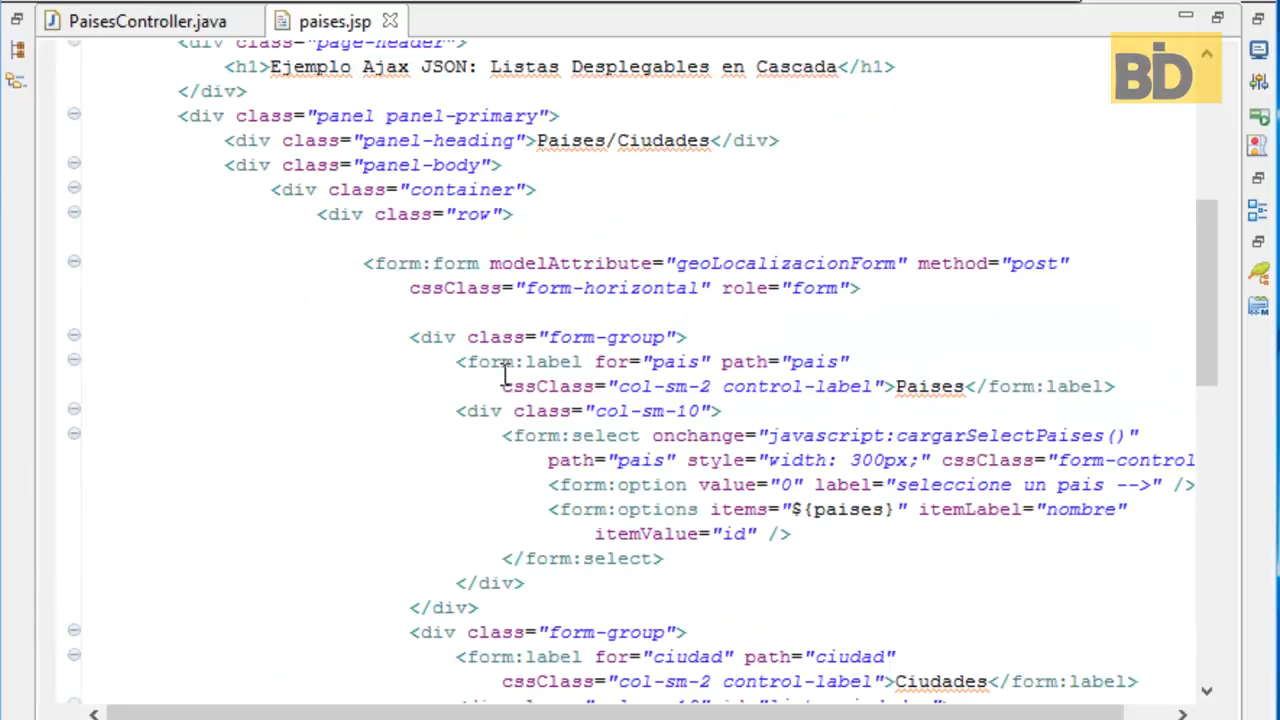 PaisesController.java
paises.jsp
<div class="page-header">
<h1>Ejemplo Ajax JSON: Listas Desplegables en Cascada</h1>
</div>
<div class="panel panel-primary">
<div class="panel-heading">Paises/Ciudades</div>
<div class="panel-body">
<div class="container">
<div class="row">
<form:form modelAttribute="geoLocalizacionForm" method="post"
cssClass="form-horizontal" role="form">
<div class="form-group">
<form:label for="pais" path="pais"
cssClass="col-sm-2 control-label">Paises</form:label>
<div class="col-sm-10">
<form:select onchange="javascript:cargarSelectPaises()"
path="pais" style="width: 300px;" cssClass="form-control
<form:option value="0" label="seleccione un pais -->" />
<form:options items="${paises}" itemLabel="nombre"
itemValue="id" />
</form:select>
</div>
</div>
<div class="form-group">
<form:label for="ciudad" path="ciudad"
cssClass="col-sm-2 control-label">Ciudades</form:label>
BD